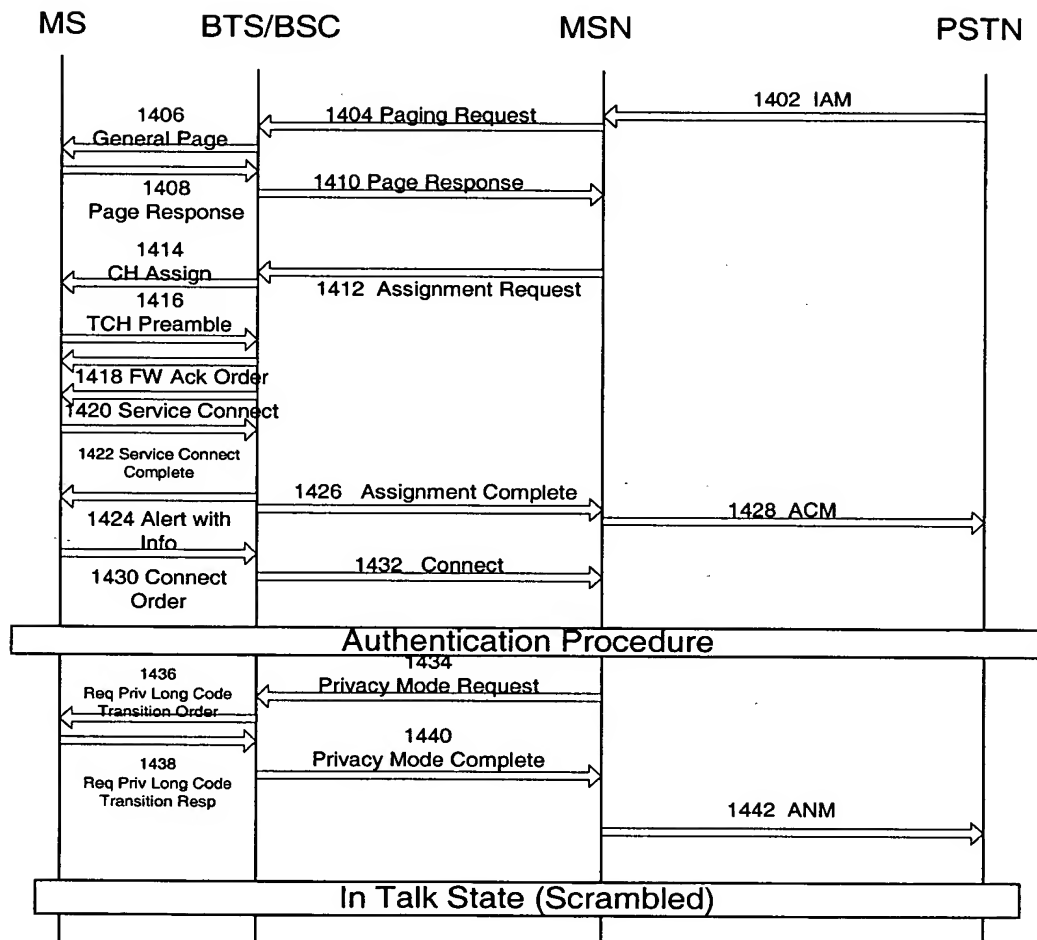 MS
BTS/BSC
MSN
PSTN
1402 IAM
1404 Paging Request
1406
General Page
1408
Page Response
1410 Page Response
1412 Assignment Request
1414
CH Assign
1416
TCH Preamble
1418 FW Ack Order
1420 Service Connect
1422 Service Connect
Complete
1424 Alert with
Info
1426 Assignment Complete
1428 ACM
1430 Connect
Order
1432 Connect
Authentication Procedure
1434
Privacy Mode Request
1436
Req Priv Long Code
Transition Order
1438
Req Priv Long Code
Transition Resp
1440
Privacy Mode Complete
1442 ANM
In Talk State (Scrambled)